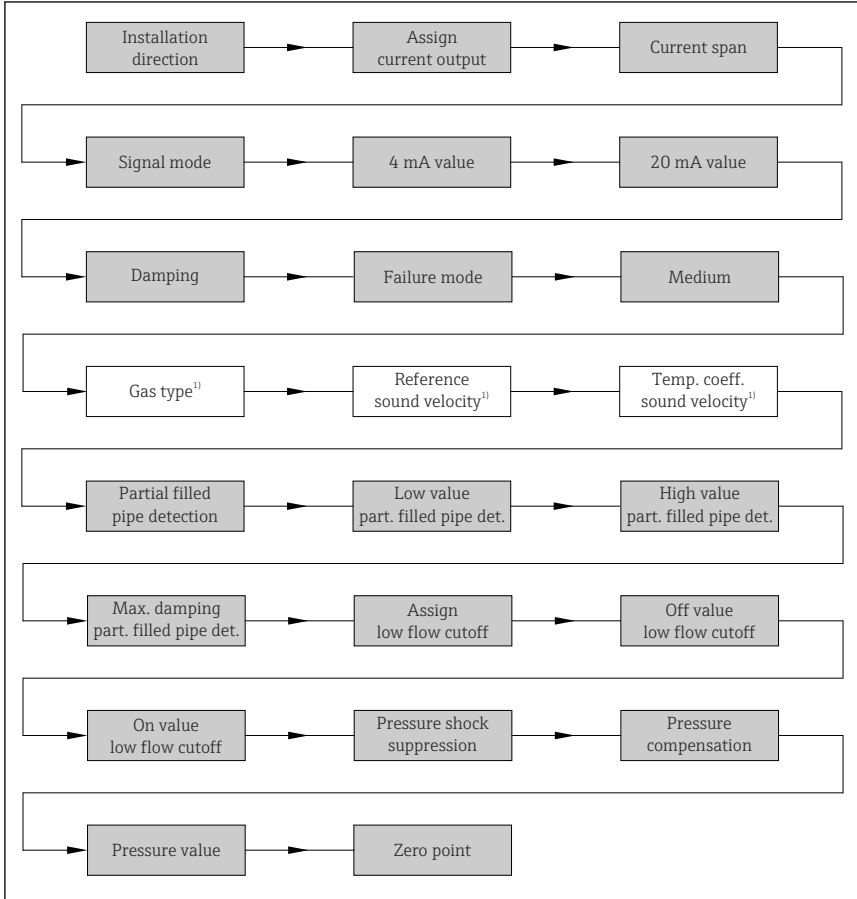 Installation
direction
Assign
current output
Current span
Signal mode
4 mA value
20 mA value
Damping
Failure mode
Medium
Gas type1)
Reference
sound velocity1)
Temp. coeff.
sound velocity1)
Partial filled
pipe detection
Low value
part. filled pipe det.
High value
part. filled pipe det.
Max. damping
part. filled pipe det.
Assign
low flow cutoff
Off value
low flow cutoff
On value
low flow cutoff
Pressure shock
suppression
Pressure
compensation
Pressure value
Zero point